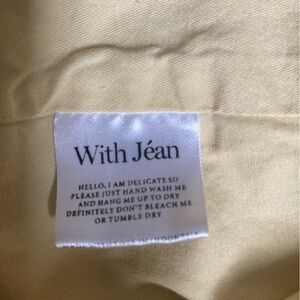 With Jéan
HELLO, I AM DELICATE SO
PLEASE JUST HAND WASH ME
AND HANG ME UP TO DRY
DEFINITELY DON'T BLEACH ME
OR TUMBLE DRY.